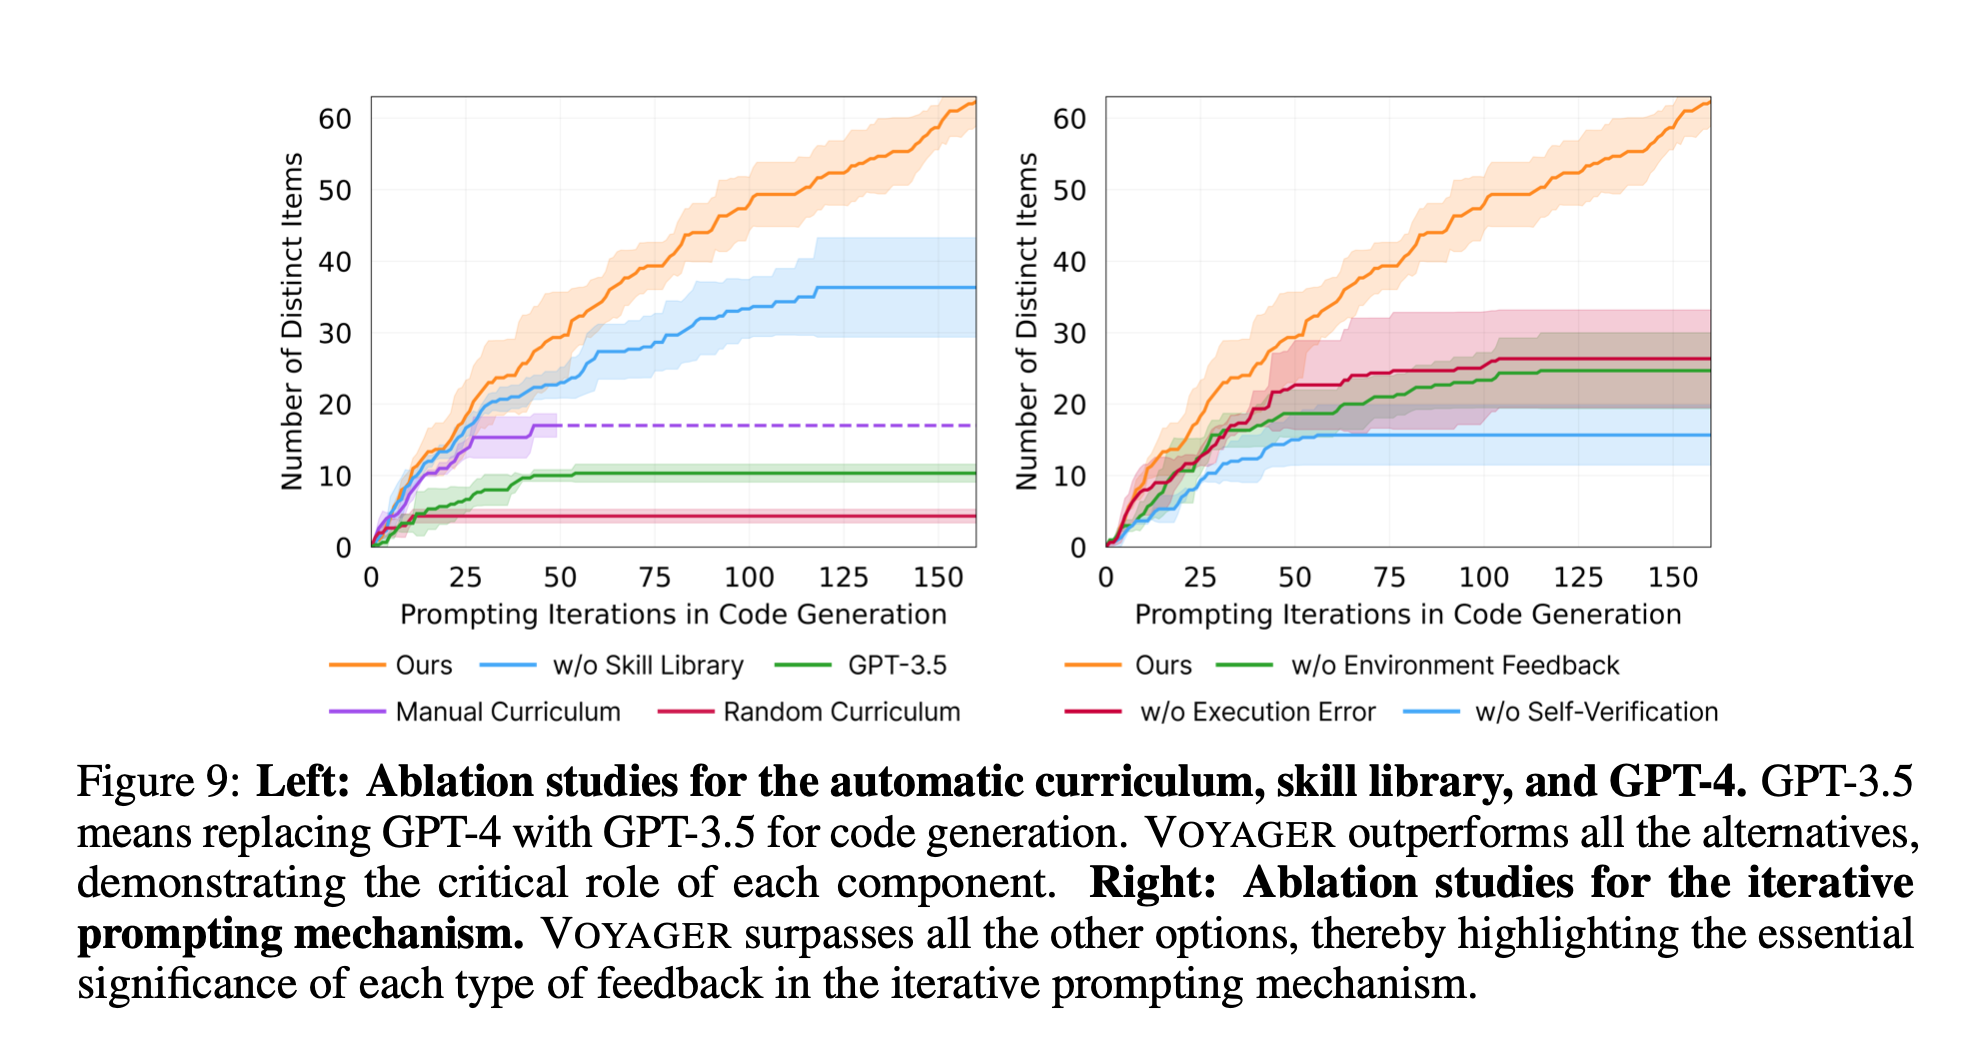 60
50
40
30
20
10
0
Number of Distinct Items
0 25 50 75 100 125 150
Prompting Iterations in Code Generation
Ours w/o Skill Library GPT-3.5
Manual Curriculum Random Curriculum
60
50
40
30
20
10
0
Number of Distinct Items
0 25 50 75 100 125 150
Prompting Iterations in Code Generation
Ours w/o Environment Feedback
w/o Execution Error w/o Self-Verification
Figure 9: Left: Ablation studies for the automatic curriculum, skill library, and GPT-4. GPT-3.5
means replacing GPT-4 with GPT-3.5 for code generation. VOYAGER outperforms all the alternatives,
demonstrating the critical role of each component. Right: Ablation studies for the iterative
prompting mechanism. VOYAGER surpasses all the other options, thereby highlighting the essential
significance of each type of feedback in the iterative prompting mechanism.